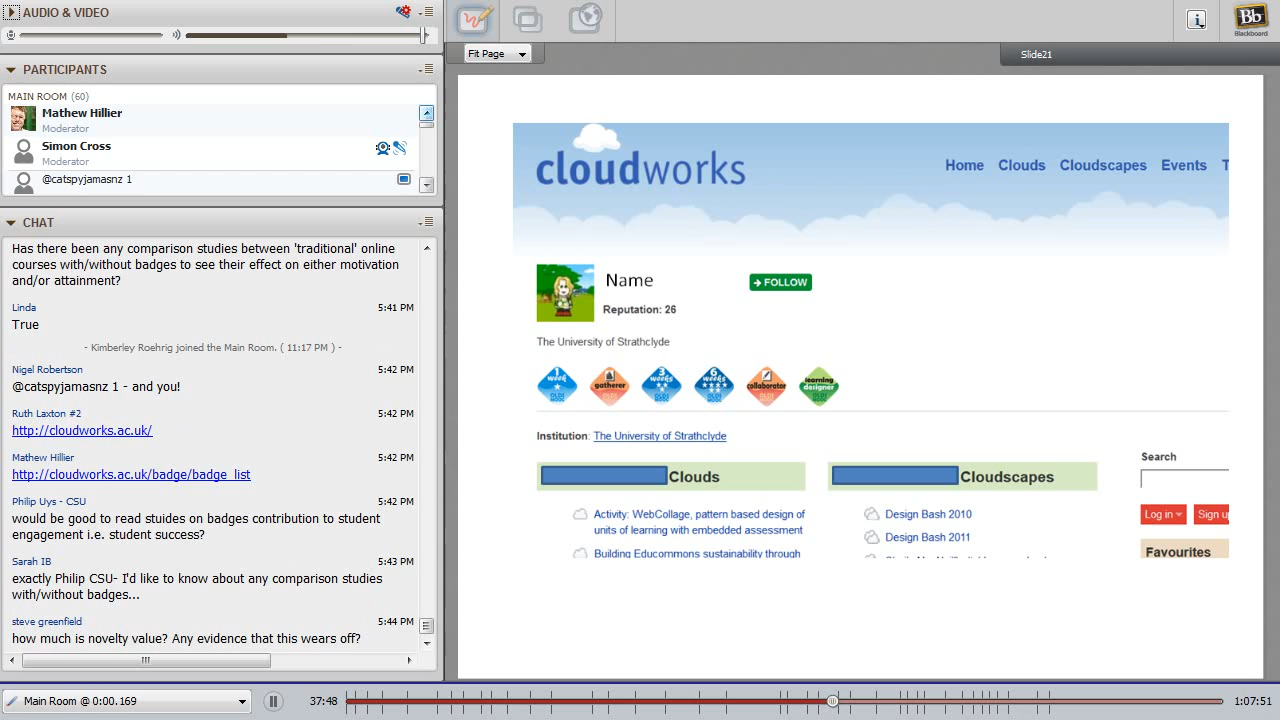 AUDIO & VIDEO
PARTICIPANTS
MAIN ROOM (60)
Mathew Hillier
Moderator
Simon Cross
Moderator
@catspyjamasnz 1
CHAT
Has there been any comparison studies between 'traditional' online
courses with/without badges to see their effect on either motivation
and/or attainment?
Linda 5:41 PM
True
- Kimberley Roehrig joined the Main Room. ( 11:17 PM ) -
Nigel Robertson 5:42 PM
@catspyjamasnz 1 - and you!
Ruth Laxton #2 5:42 PM
http://cloudworks.ac.uk/
Mathew Hillier 5:42 PM
http://cloudworks.ac.uk/badge/badge_list
Philip Uys - CSU 5:42 PM
would be good to read stuides on badges contribution to student
engagement i.e. student success?
Sarah IB 5:43 PM
exactly Philip CSU- I'd like to know about any comparison studies
with/without badges...
steve greenfield 5:44 PM
how much is novelty value? Any evidence that this wears off?
Main Room @ 0:00.169
37:48
1:07:51
Fit Page
Slide21
Bb
Blackboard
cloudworks
Home Clouds Cloudscapes Events T
Name
FOLLOW
Reputation: 26
The University of Strathclyde
1 week
gatherer
3 weeks
6 weeks
collaborator
learning designer
Institution: The University of Strathclyde
Clouds
Activity: WebCollage, pattern based design of
units of learning with embedded assessment
Building Educommons sustainability through
Cloudscapes
Design Bash 2010
Design Bash 2011
Search
Log in
Sign up
Favourites